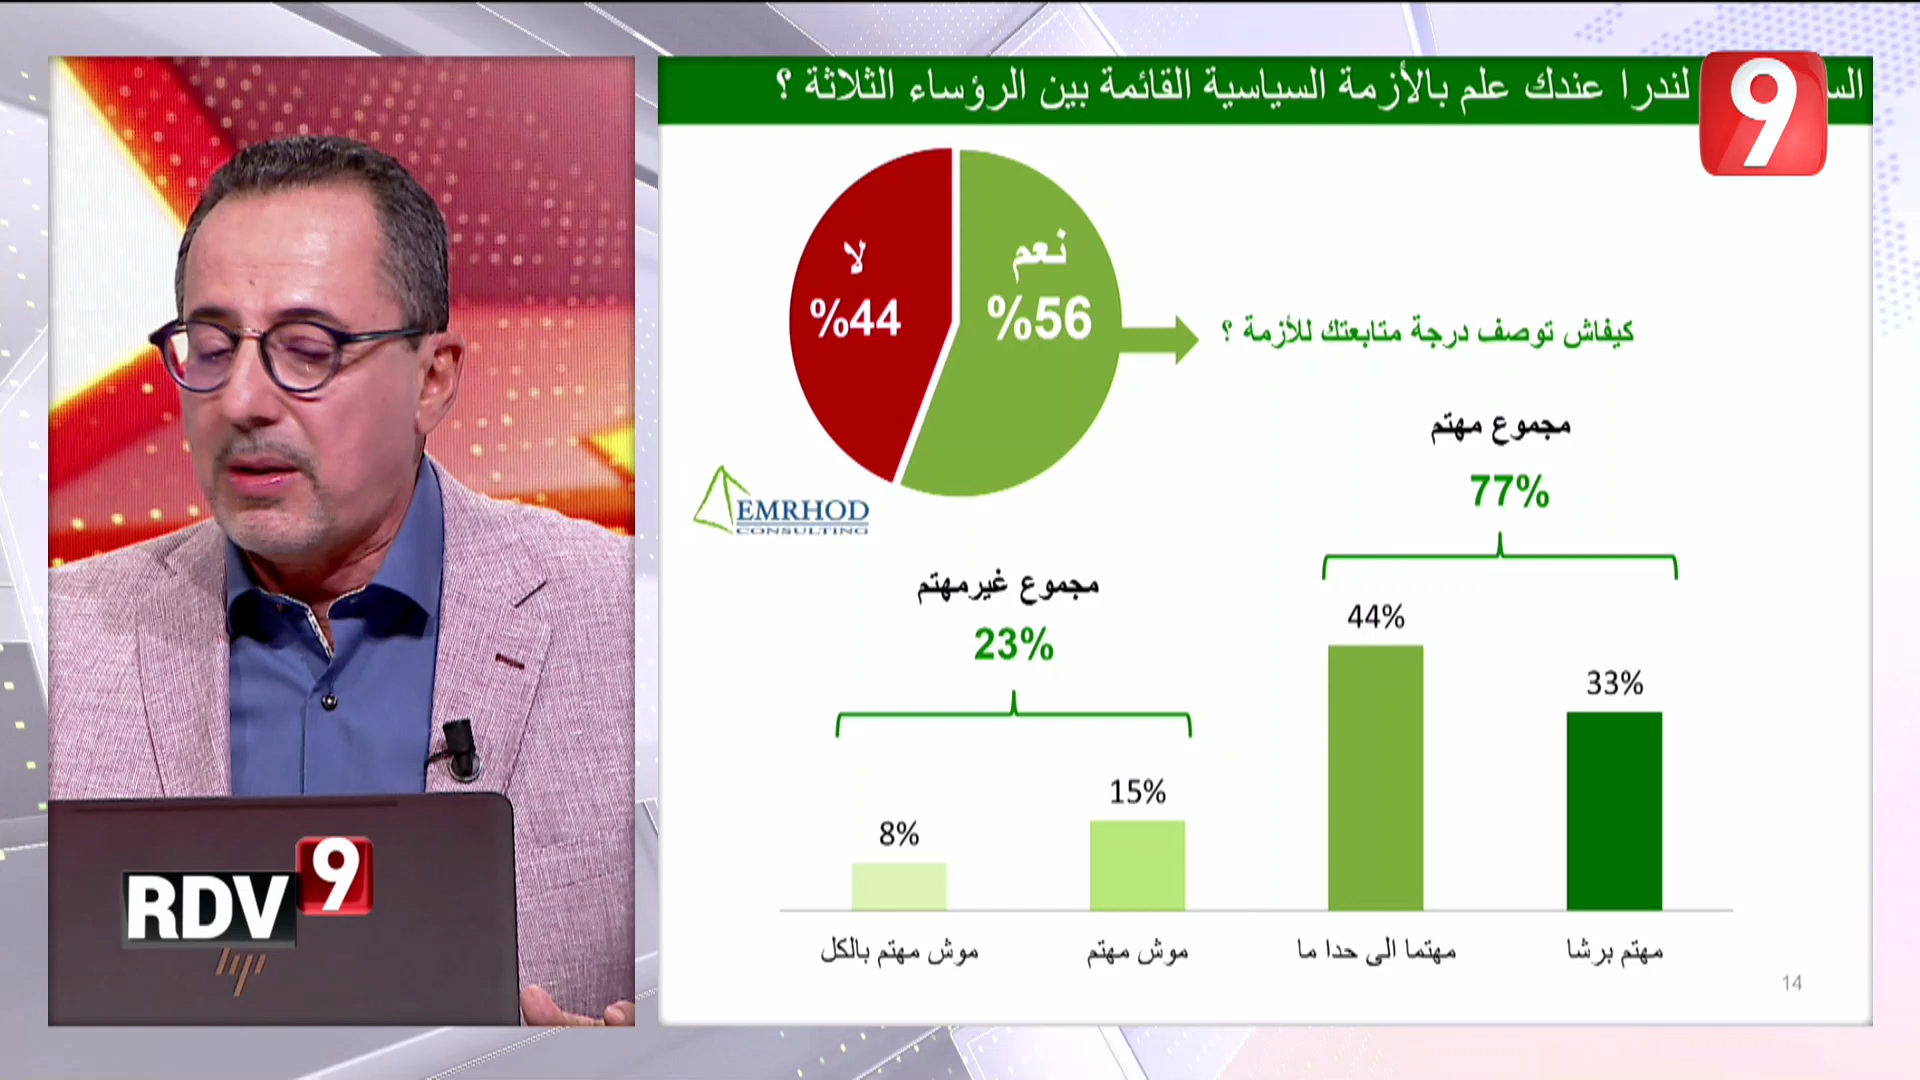 لندرا عندك علم بالأزمة السياسية القائمة بين الرؤساء الثلاثة ؟
9
نعم
%56
لا
%44
كيفاش توصف درجة متابعتك للأزمة ؟
مجموع مهتم
77%
EMRHOD
CONSULTING
مجموع غيرمهتم
23%
44%
33%
15%
8%
مهتم برشا
مهتما الى حدا ما
موش مهتم
موش مهتم بالكل
14
RDV 9